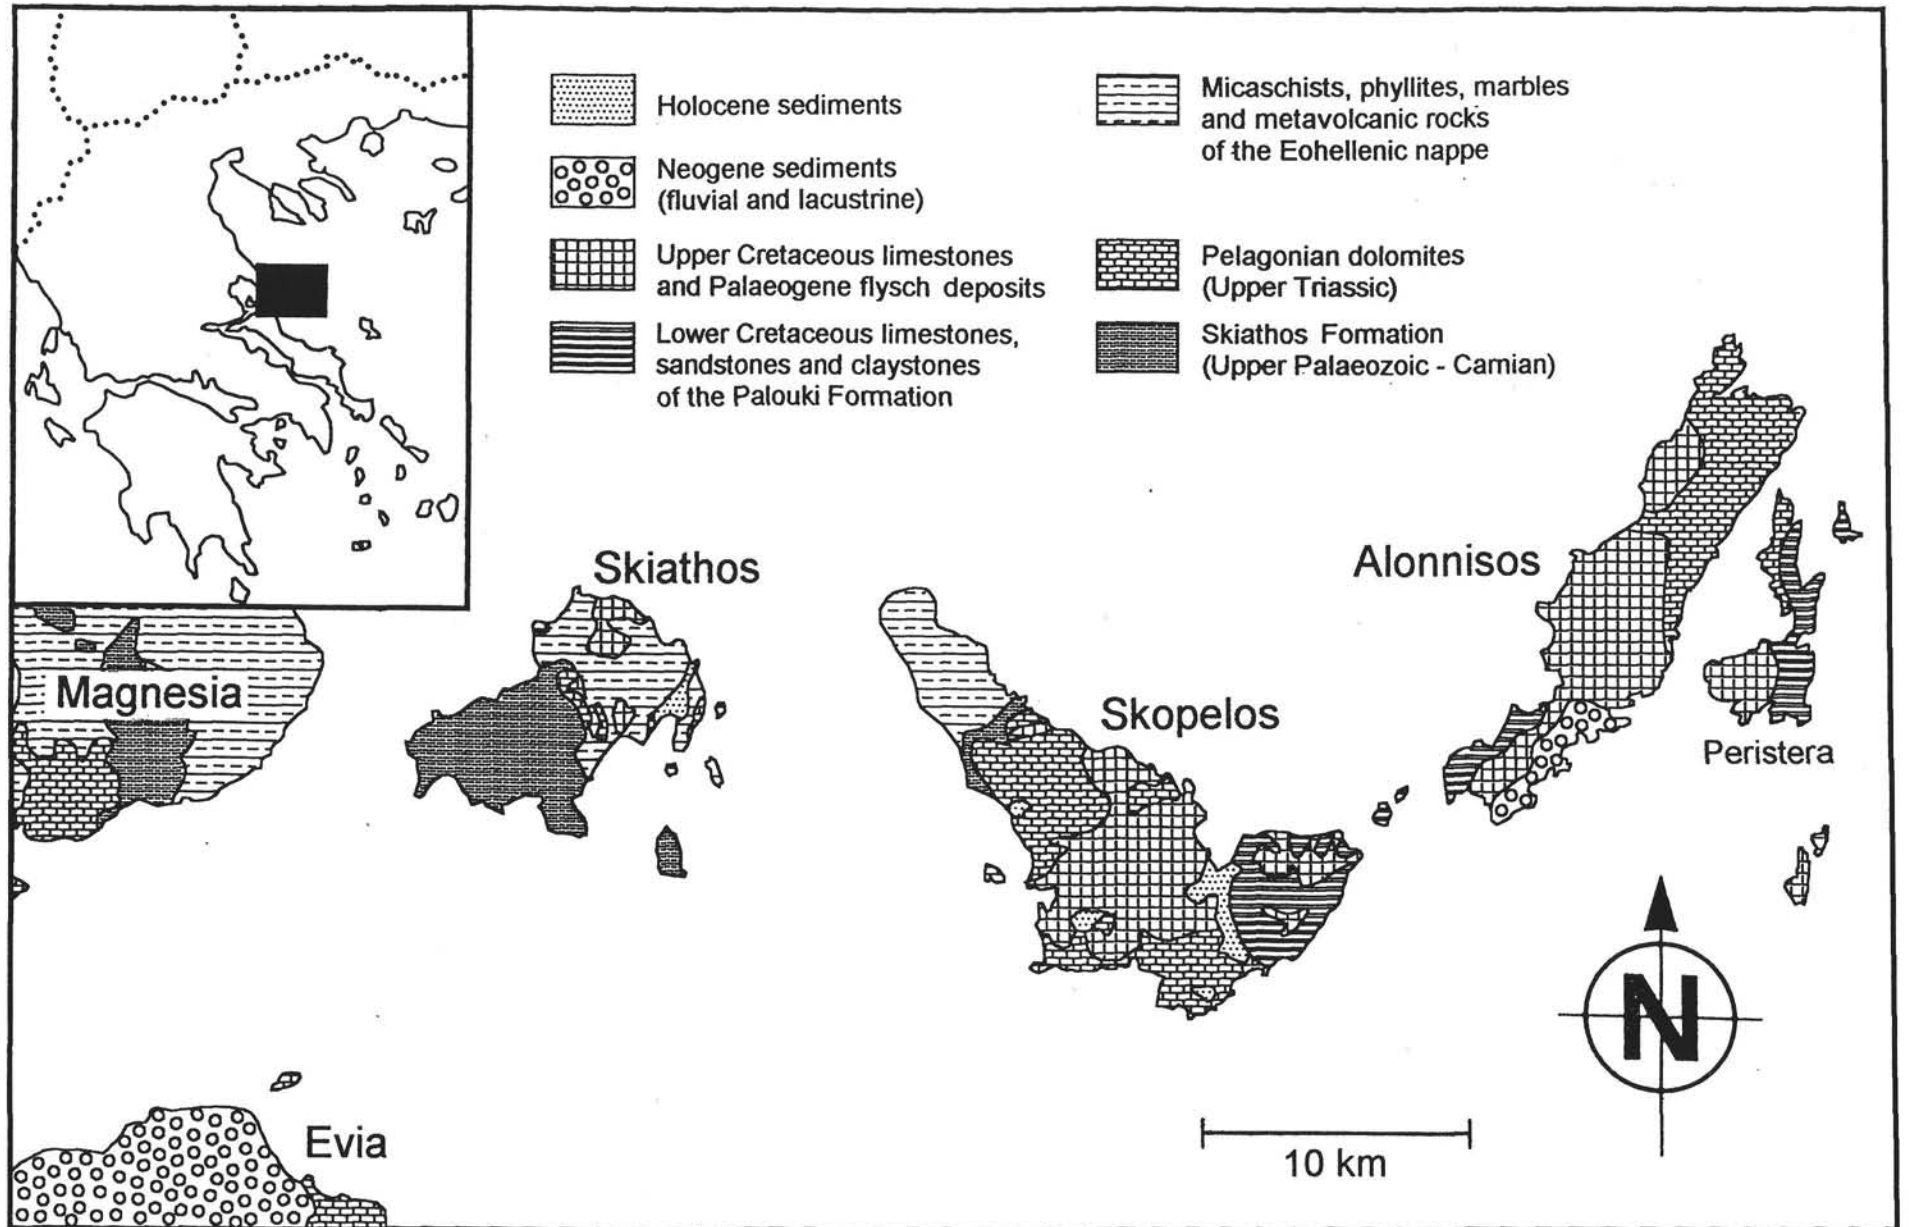 Holocene sediments
Neogene sediments
(fluvial and lacustrine)
Upper Cretaceous limestones
and Palaeogene flysch deposits
Lower Cretaceous limestones,
sandstones and claystones
of the Palouki Formation
Micaschists, phyllites, marbles
and metavolcanic rocks
of the Eohellenic nappe
Pelagonian dolomites
(Upper Triassic)
Skiathos Formation
(Upper Palaeozoic - Carnian)
Skiathos
Alonnisos
Magnesia
Skopelos
Peristera
Evia
10 km
N